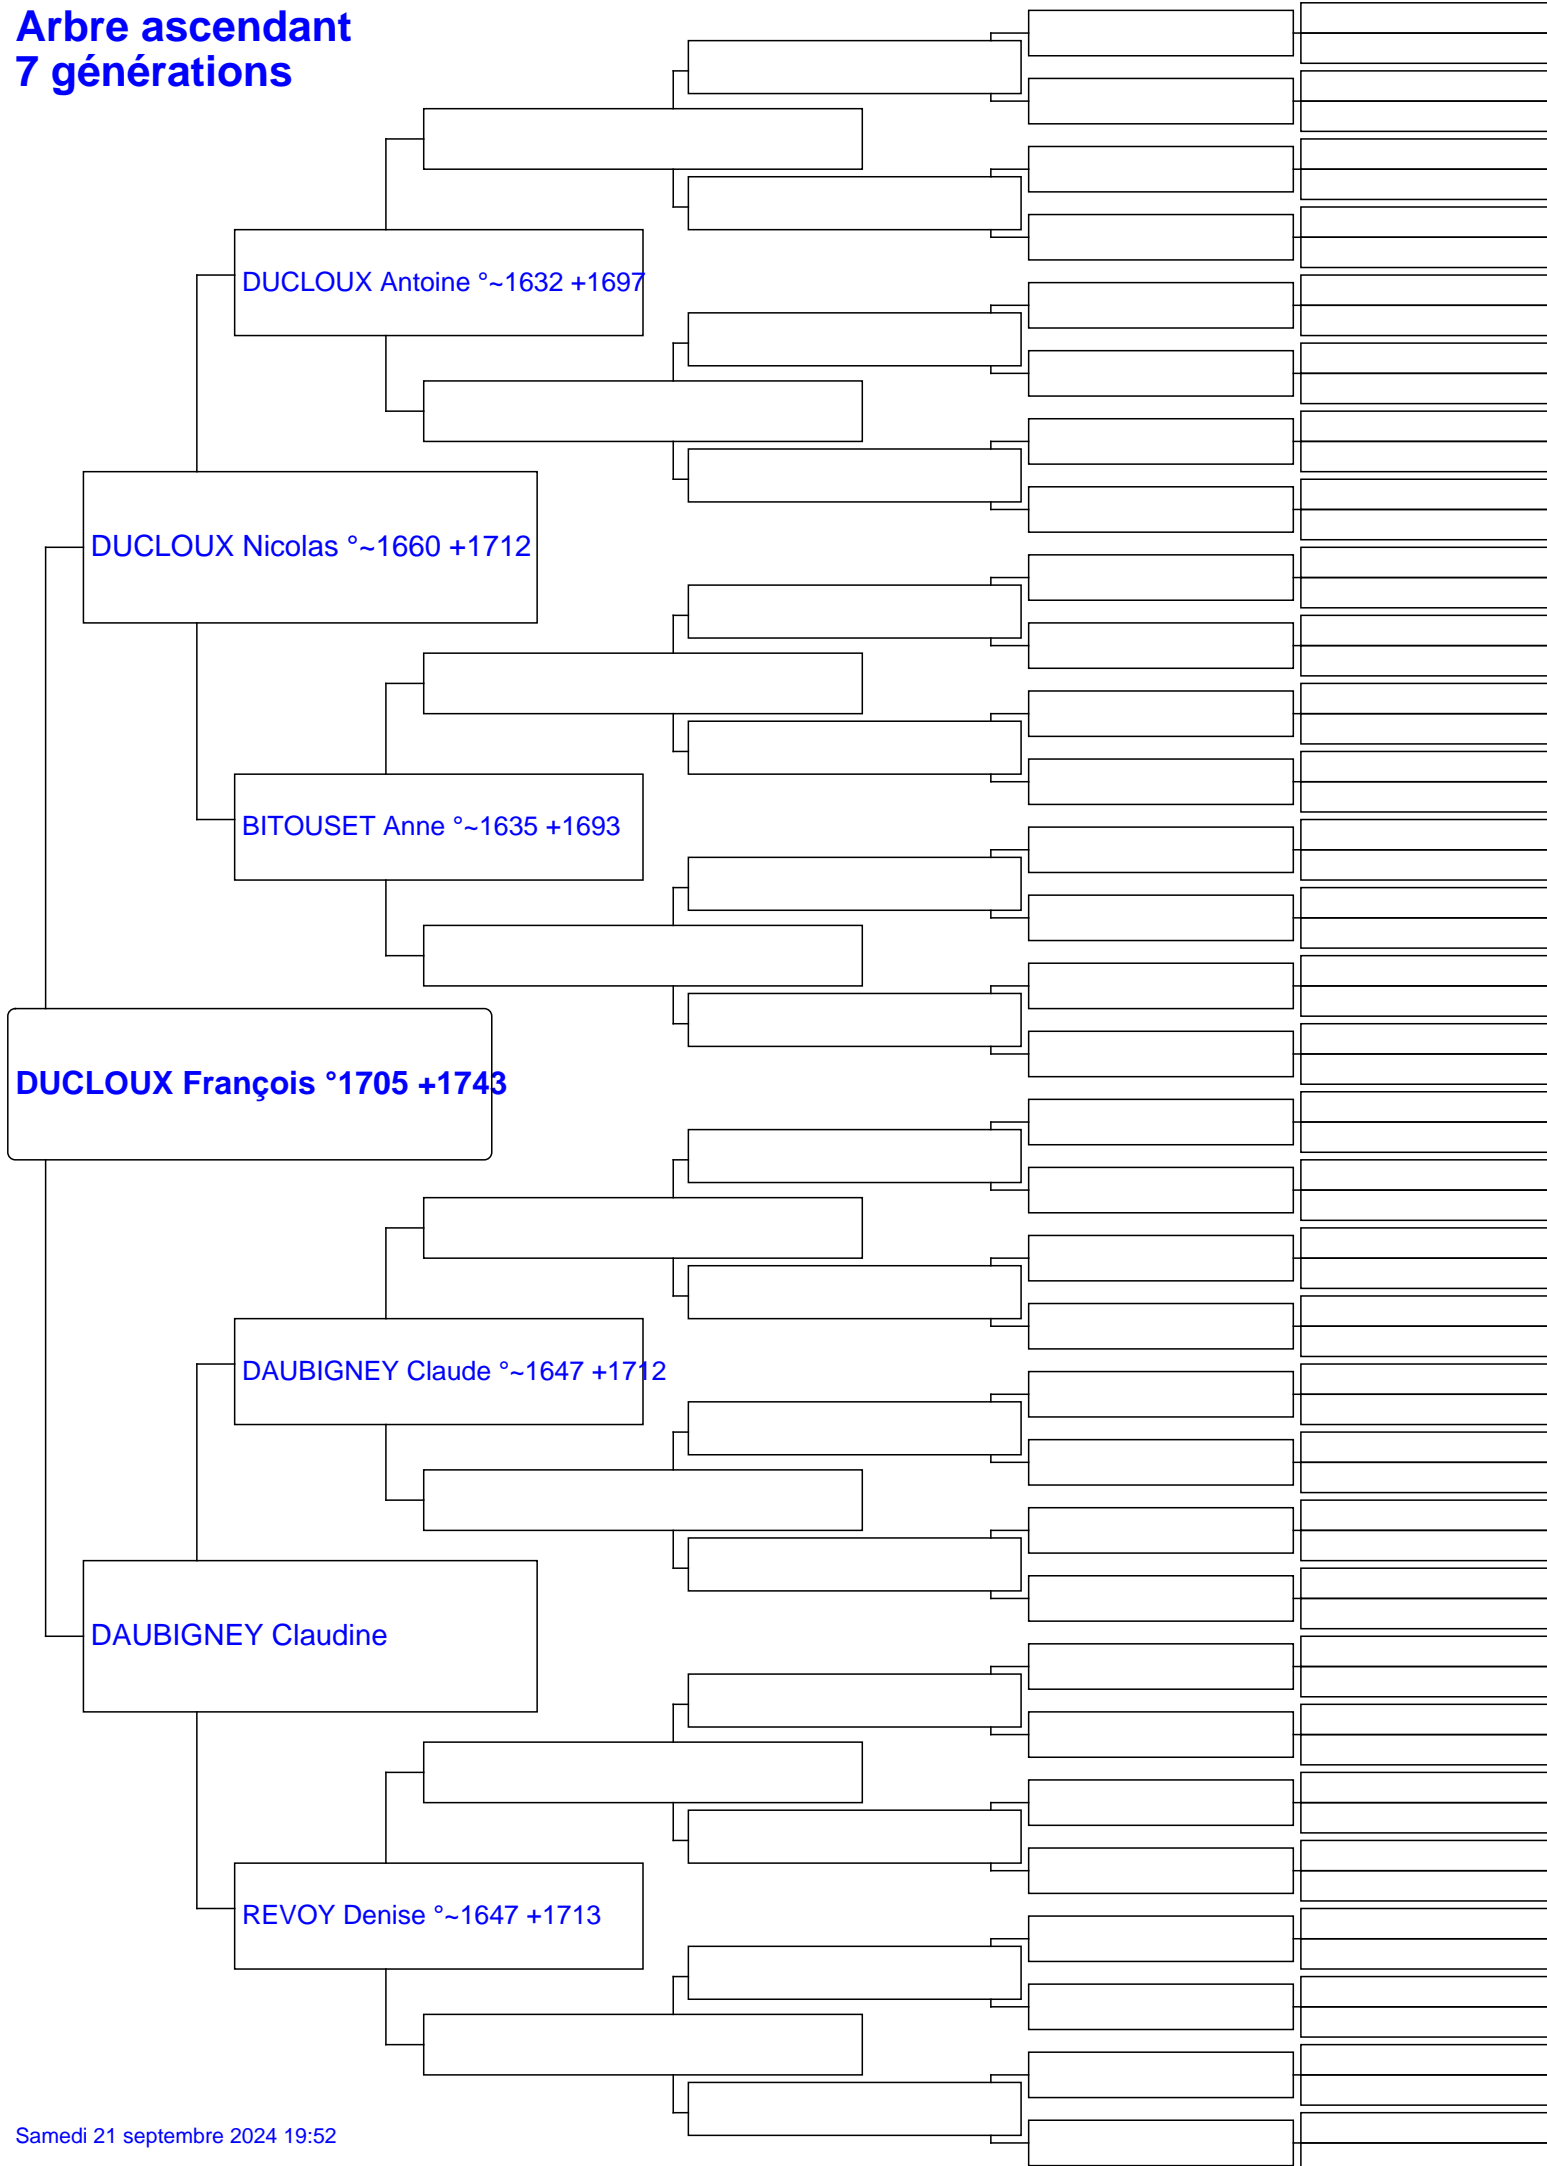 Arbre ascendant
7 générations
DUCLOUX Antoine °~1632 +1697
DUCLOUX Nicolas °~1660 +1712
BITOUSET Anne °~1635 +1693
DUCLOUX François °1705 +1743
DAUBIGNEY Claude °~1647 +1712
DAUBIGNEY Claudine
REVOY Denise °~1647 +1713
Samedi 21 septembre 2024 19:52